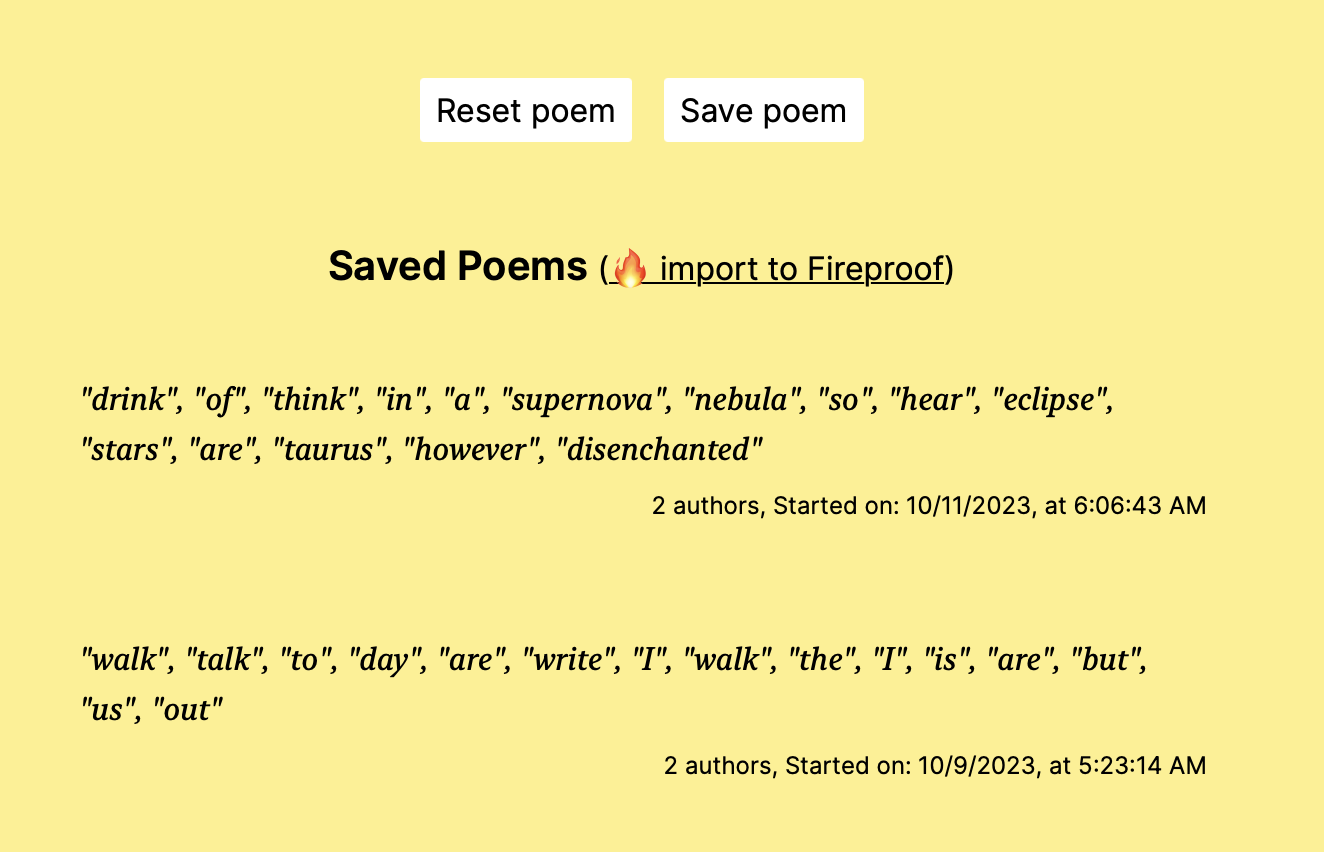 Reset poem Save poem
Saved Poems (🔥 import to Fireproof)
"drink", "of", "think", "in", "a", "supernova", "nebula", "so", "hear", "eclipse",
"stars", "are", "taurus", "however", "disenchanted"
2 authors, Started on: 10/11/2023, at 6:06:43 AM
"walk", "talk", "to", "day", "are", "write", "I", "walk", "the", "I", "is", "are", "but",
"us", "out"
2 authors, Started on: 10/9/2023, at 5:23:14 AM